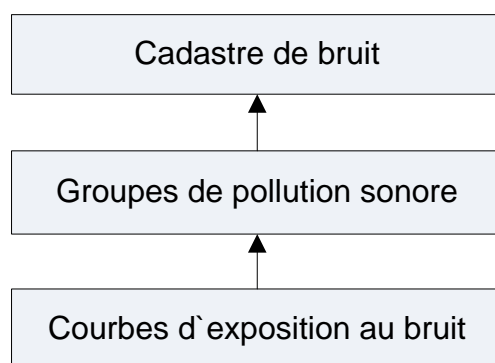 Cadastre de bruit
Groupes de pollution sonore
Courbes d`exposition au bruit